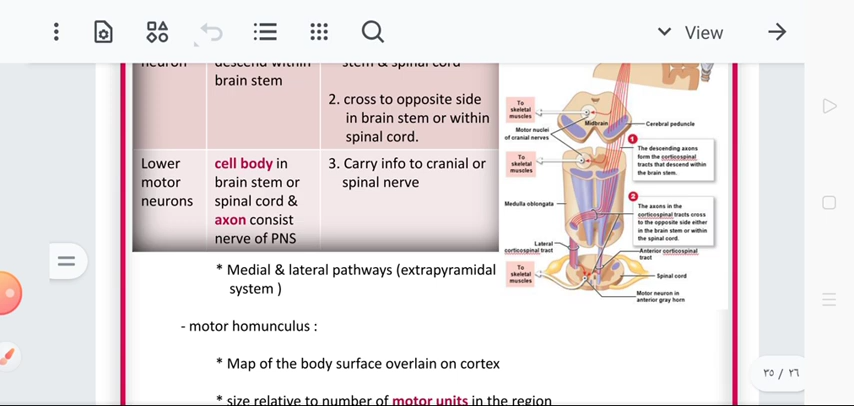 View
neuron
descend within
brain stem
stem & spinal cord
2. cross to opposite side
in brain stem or within
spinal cord.
Lower
motor
neurons
cell body in
brain stem or
spinal cord &
axon consist
nerve of PNS
3. Carry info to cranial or
spinal nerve
To
skeletal
muscles
Midbrain
Cerebral peduncle
Motor nuclei
of cranial nerves
1
The descending axons
form the corticospinal
tracts that descend within
the brain stem.
To
skeletal
muscles
Medulla oblongata
2
The axons in the
corticospinal tracts cross
to the opposite side either
in the brain stem or within
the spinal cord.
Lateral
corticospinal tract
Anterior corticospinal
tract
To
skeletal
muscles
Spinal cord
Motor neuron in
anterior gray horn
* Medial & lateral pathways (extrapyramidal
system )
- motor homunculus :
* Map of the body surface overlain on cortex
* size relative to number of motor units in the region
٣٥ / ٢٦